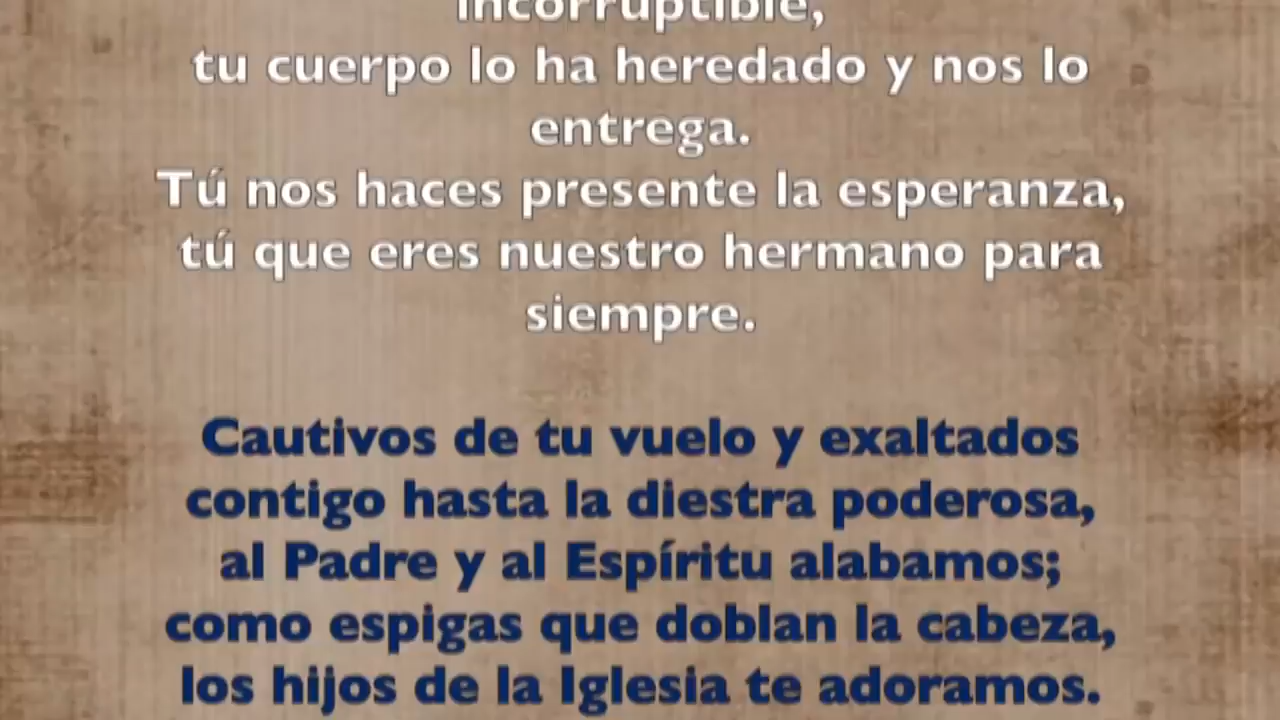 incorruptible,
tu cuerpo lo ha heredado y nos lo
entrega.
Tú nos haces presente la esperanza,
tú que eres nuestro hermano para
siempre.
Cautivos de tu vuelo y exaltados
contigo hasta la diestra poderosa,
al Padre y al Espíritu alabamos;
como espigas que doblan la cabeza,
los hijos de la Iglesia te adoramos.